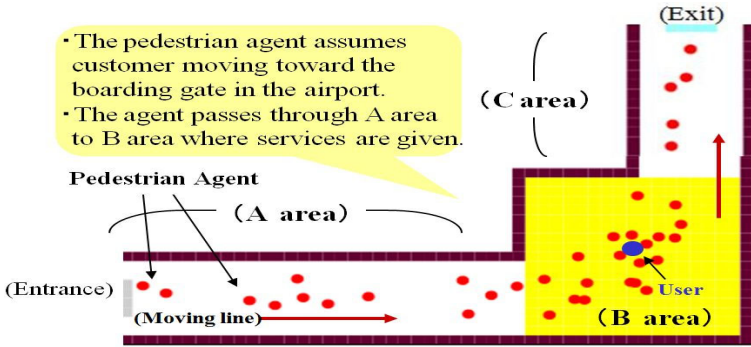 ・The pedestrian agent assumes
customer moving toward the
boarding gate in the airport.
・The agent passes through A area
to B area where services are given.
(Exit)
(C area)
Pedestrian Agent
(A area)
(Entrance)
(Moving line)
User
(B area)